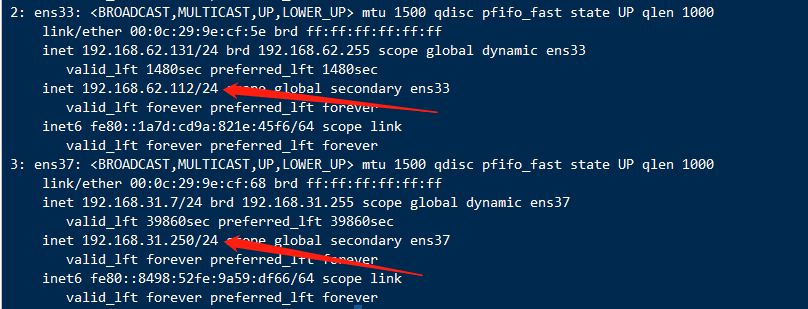 2: ens33: <BROADCAST,MULTICAST,UP,LOWER_UP> mtu 1500 qdisc pfifo_fast state UP qlen 1000
link/ether 00:0c:29:9e:cf:5e brd ff:ff:ff:ff:ff:ff
inet 192.168.62.131/24 brd 192.168.62.255 scope global dynamic ens33
valid_lft 1480sec preferred_lft 1480sec
inet 192.168.62.112/24 scope global secondary ens33
valid_lft forever preferred_lft forever
inet6 fe80::1a7d:cd9a:821e:45f6/64 scope link
valid_lft forever preferred_lft forever
3: ens37: <BROADCAST,MULTICAST,UP,LOWER_UP> mtu 1500 qdisc pfifo_fast state UP qlen 1000
link/ether 00:0c:29:9e:cf:68 brd ff:ff:ff:ff:ff:ff
inet 192.168.31.7/24 brd 192.168.31.255 scope global dynamic ens37
valid_lft 39860sec preferred_lft 39860sec
inet 192.168.31.250/24 scope global secondary ens37
valid_lft forever preferred_lft forever
inet6 fe80::8498:52fe:9a59:df66/64 scope link
valid_lft forever preferred_lft forever